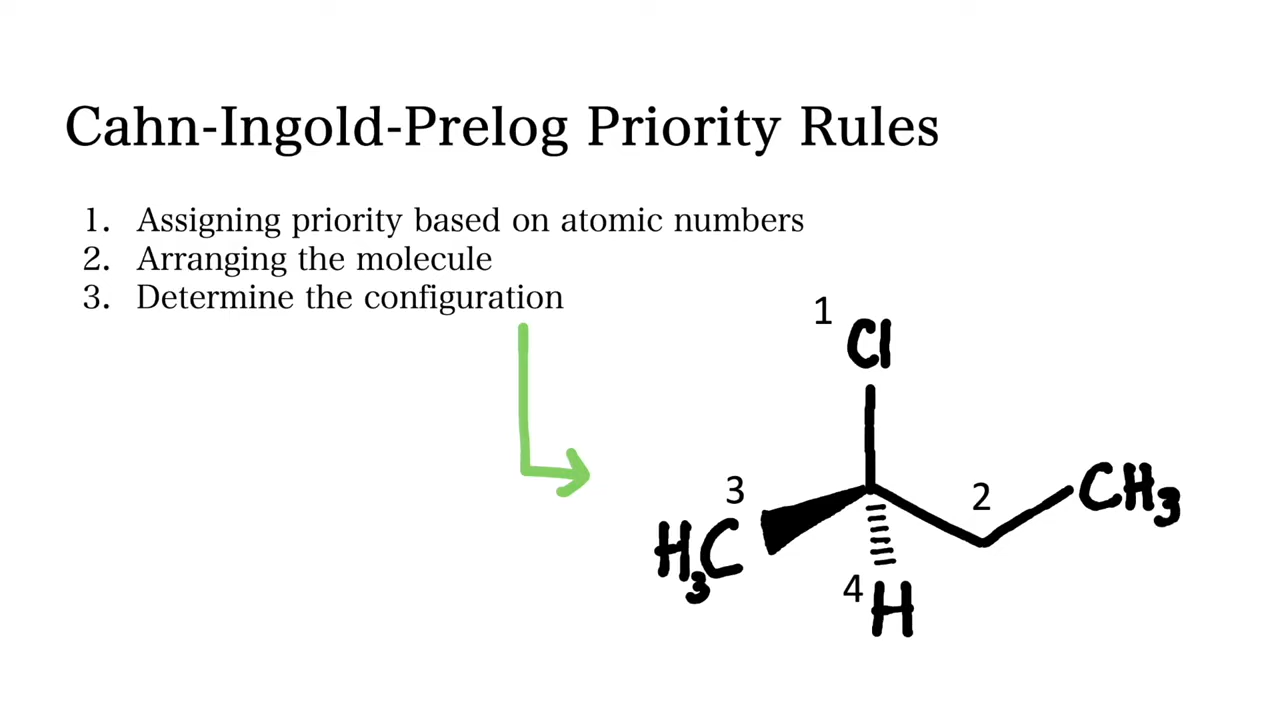 Cahn-Ingold-Prelog Priority Rules
1. Assigning priority based on atomic numbers
2. Arranging the molecule
3. Determine the configuration
1
Cl
3
2
CH3
H3C
4
H